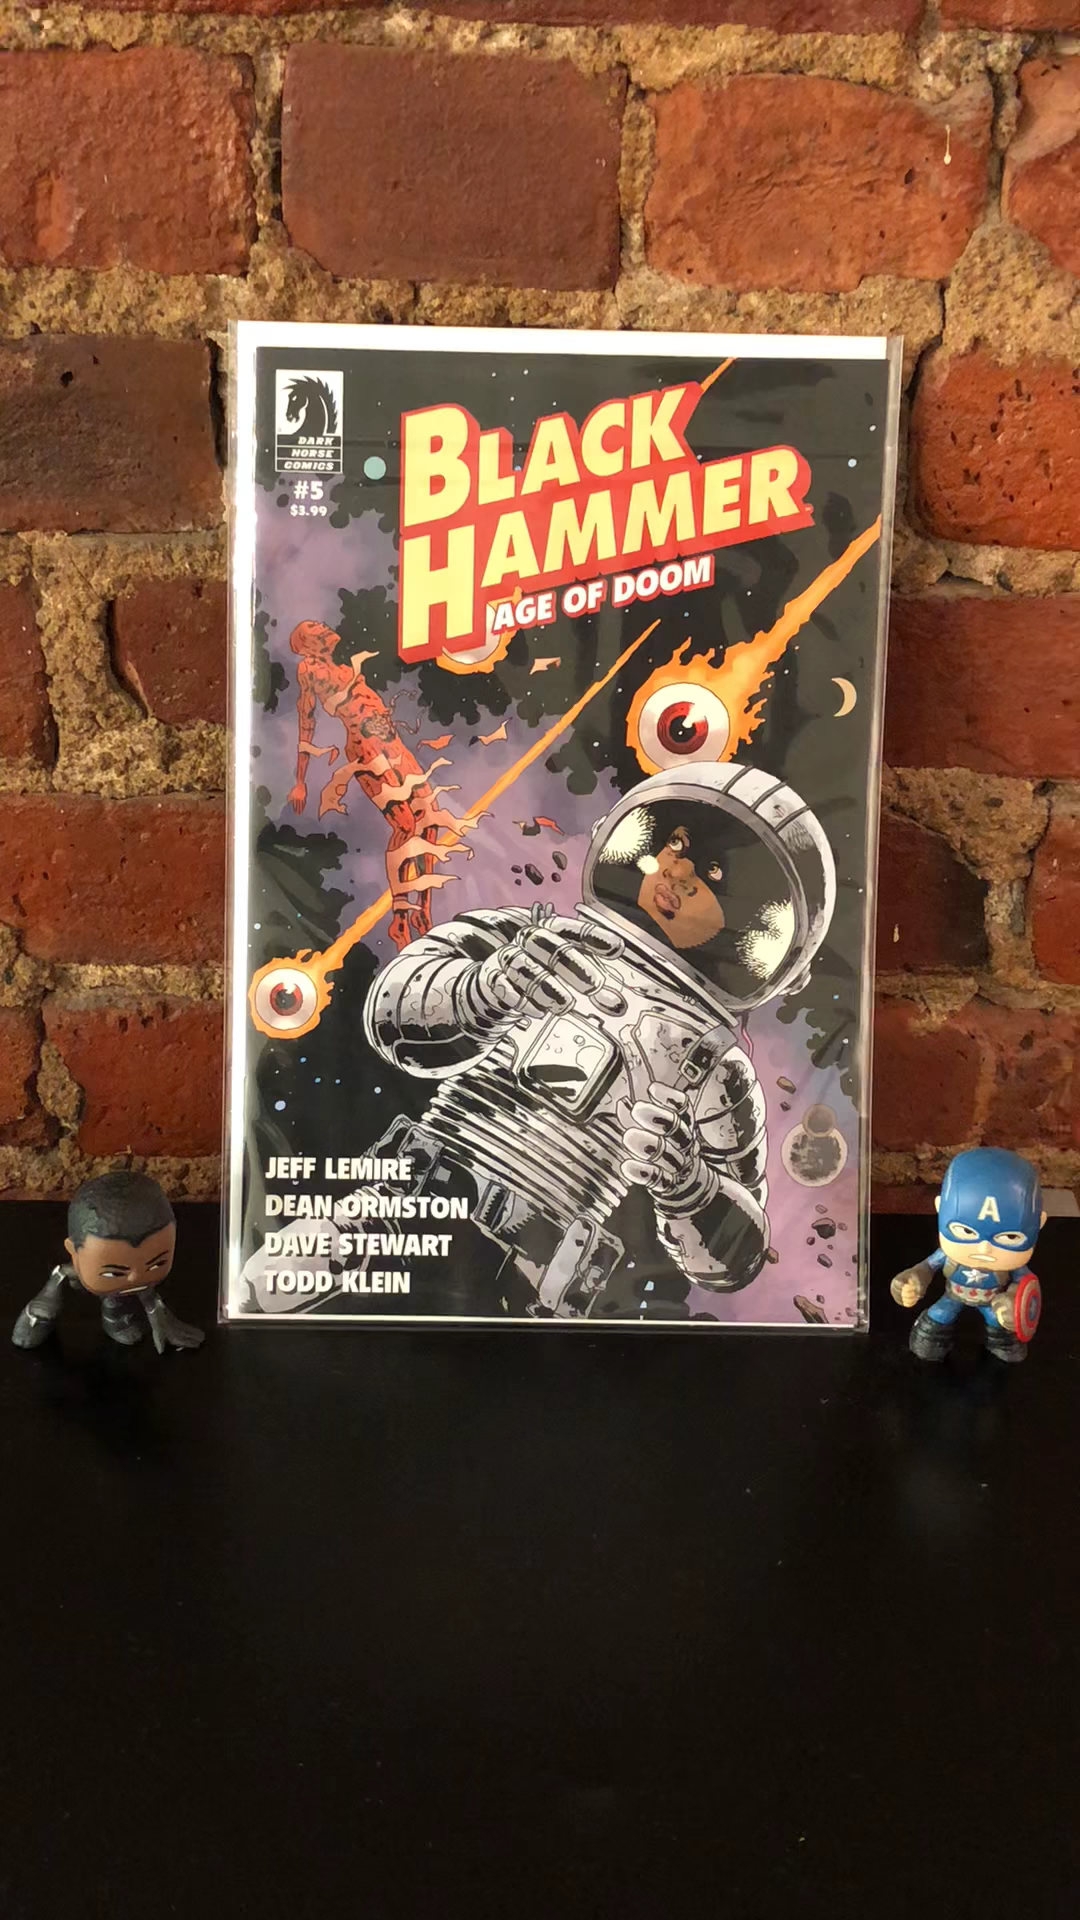 DARK
HORSE
COMICS
#5
$3.99
BLACK
HAMMER
AGE OF DOOM
JEFF LEMIRE
DEAN ORMSTON
DAVE STEWART
TODD KLEIN
A